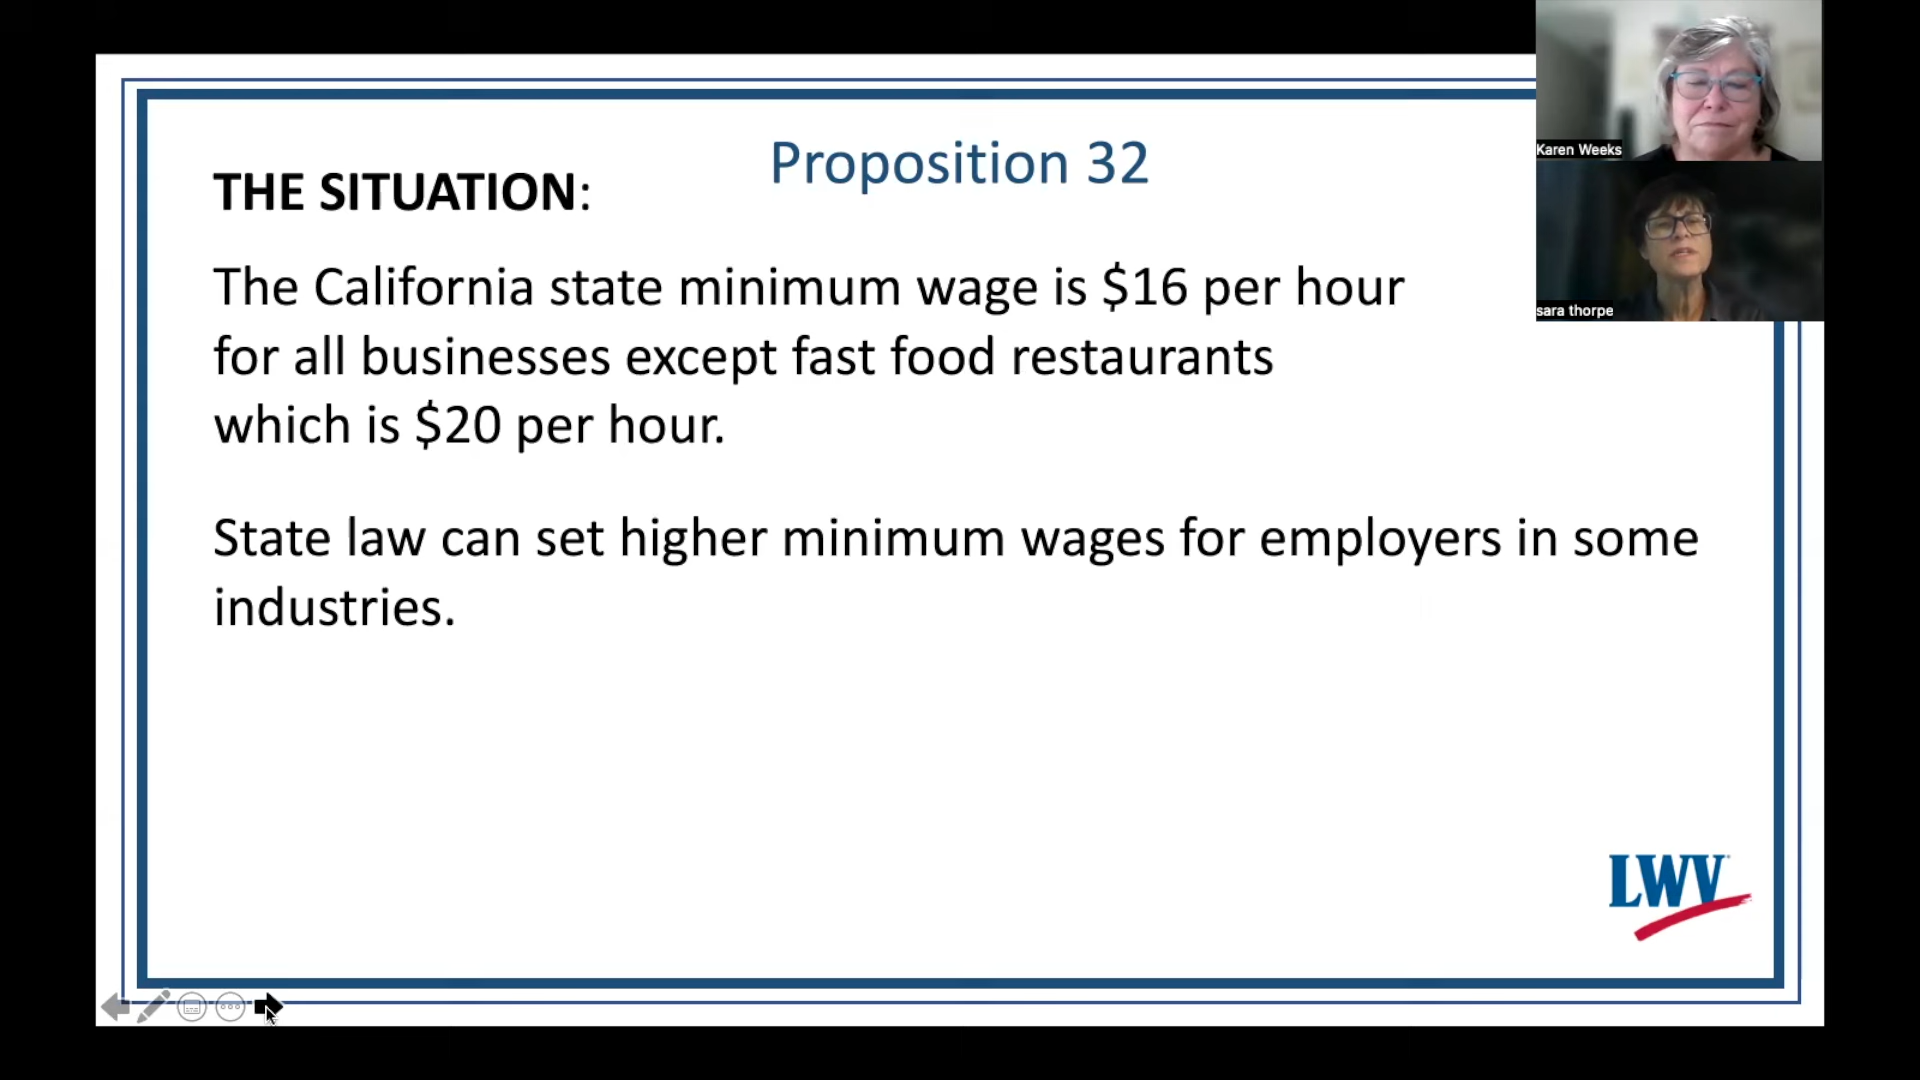 Proposition 32
THE SITUATION:
The California state minimum wage is $16 per hour
for all businesses except fast food restaurants
which is $20 per hour.
State law can set higher minimum wages for employers in some
industries.
Karen Weeks
sara thorpe
LWV